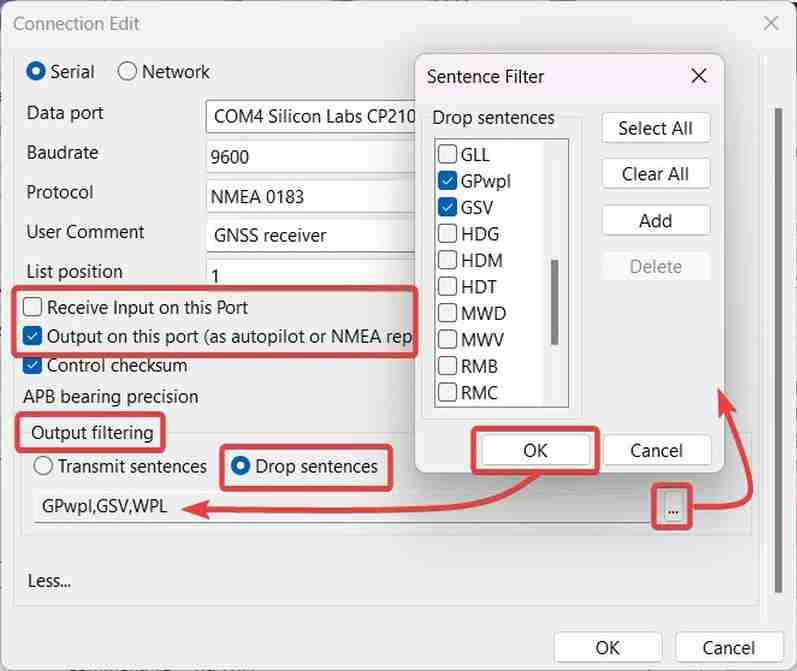 Connection Edit
Serial
Network
Data port
COM4 Silicon Labs CP210
Baudrate
9600
Protocol
NMEA 0183
User Comment
GNSS receiver
List position
1
Receive Input on this Port
Output on this port (as autopilot or NMEA rep
Control checksum
APB bearing precision
Output filtering
Transmit sentences
Drop sentences
GPwpl,GSV,WPL
...
Less...
OK
Cancel
Sentence Filter
Drop sentences
GLL
GPwpl
GSV
HDG
HDM
HDT
MWD
MWV
RMB
RMC
Select All
Clear All
Add
Delete
OK
Cancel